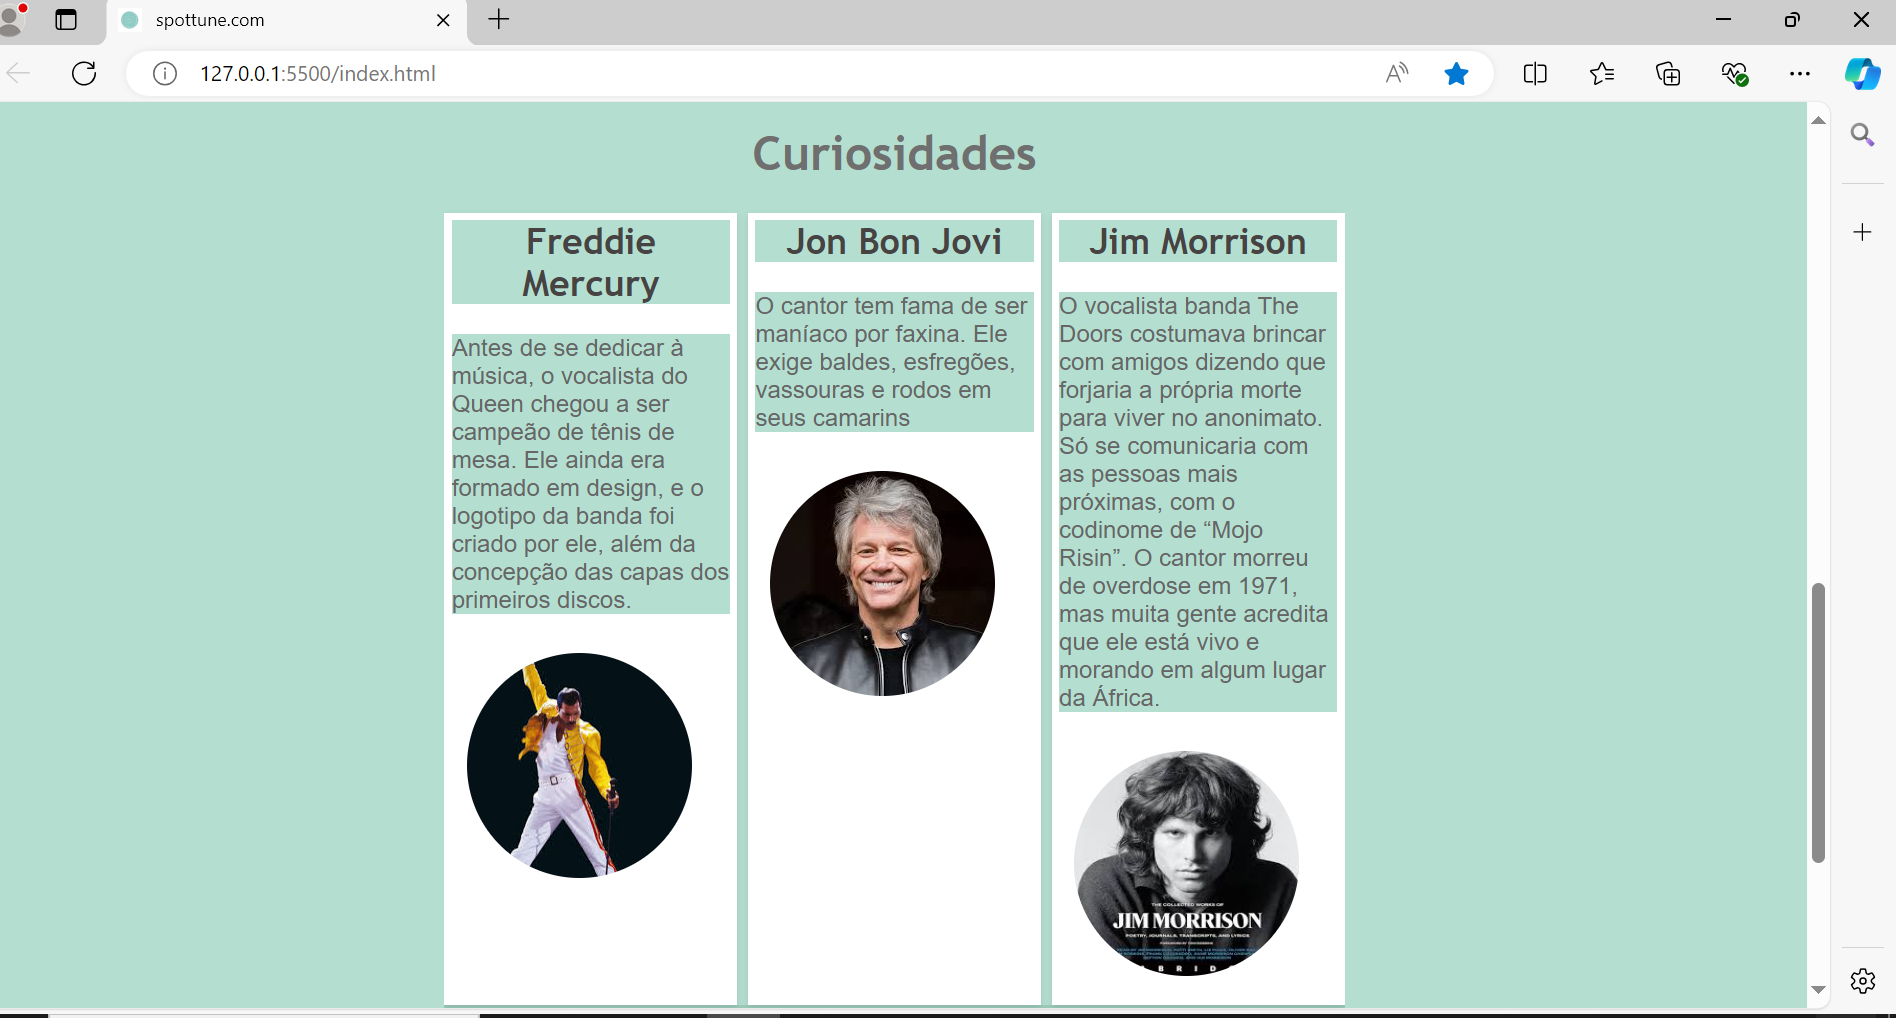 spottune.com
127.0.0.1:5500/index.html
Curiosidades
Freddie
Mercury
Antes de se dedicar à
música, o vocalista do
Queen chegou a ser
campeão de tênis de
mesa. Ele ainda era
formado em design, e o
logotipo da banda foi
criado por ele, além da
concepção das capas dos
primeiros discos.
Jon Bon Jovi
O cantor tem fama de ser
maníaco por faxina. Ele
exige baldes, esfregões,
vassouras e rodos em
seus camarins
Jim Morrison
O vocalista banda The
Doors costumava brincar
com amigos dizendo que
forjaria a própria morte
para viver no anonimato.
Só se comunicaria com
as pessoas mais
próximas, com o
codinome de “Mojo
Risin”. O cantor morreu
de overdose em 1971,
mas muita gente acredita
que ele está vivo e
morando em algum lugar
da África.
THE COLLECTED WORKS OF
JIM MORRISON
POETRY, JOURNALS, TRANSCRIPTS, AND LYRICS